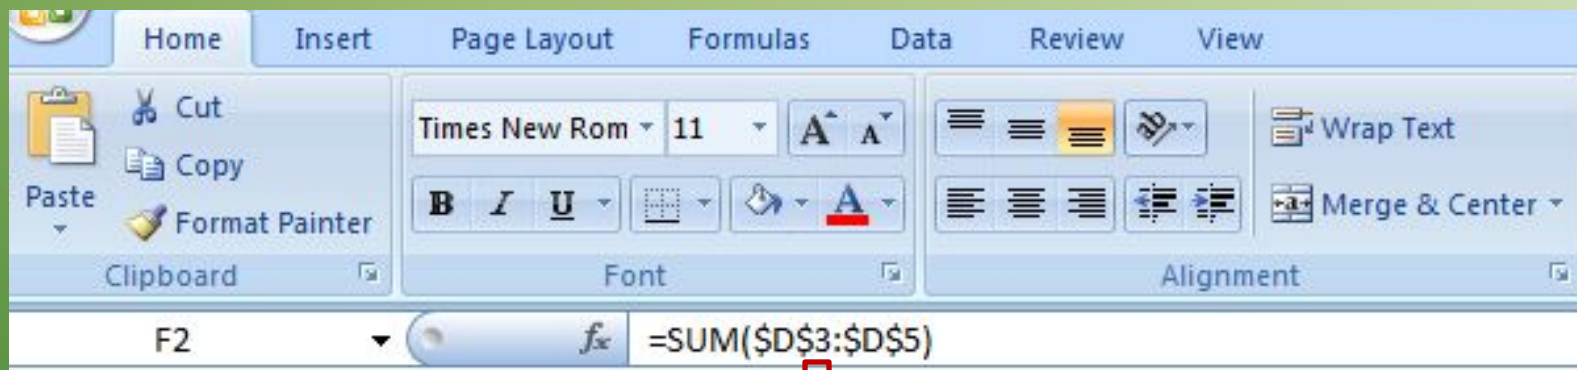 Home Insert Page Layout Formulas Data Review View
Cut
Copy
Format Painter
Paste
Clipboard
Times New Rom 11 A A
B I U A
Font
Wrap Text
Merge & Center
Alignment
F2 fx =SUM($D$3:$D$5)